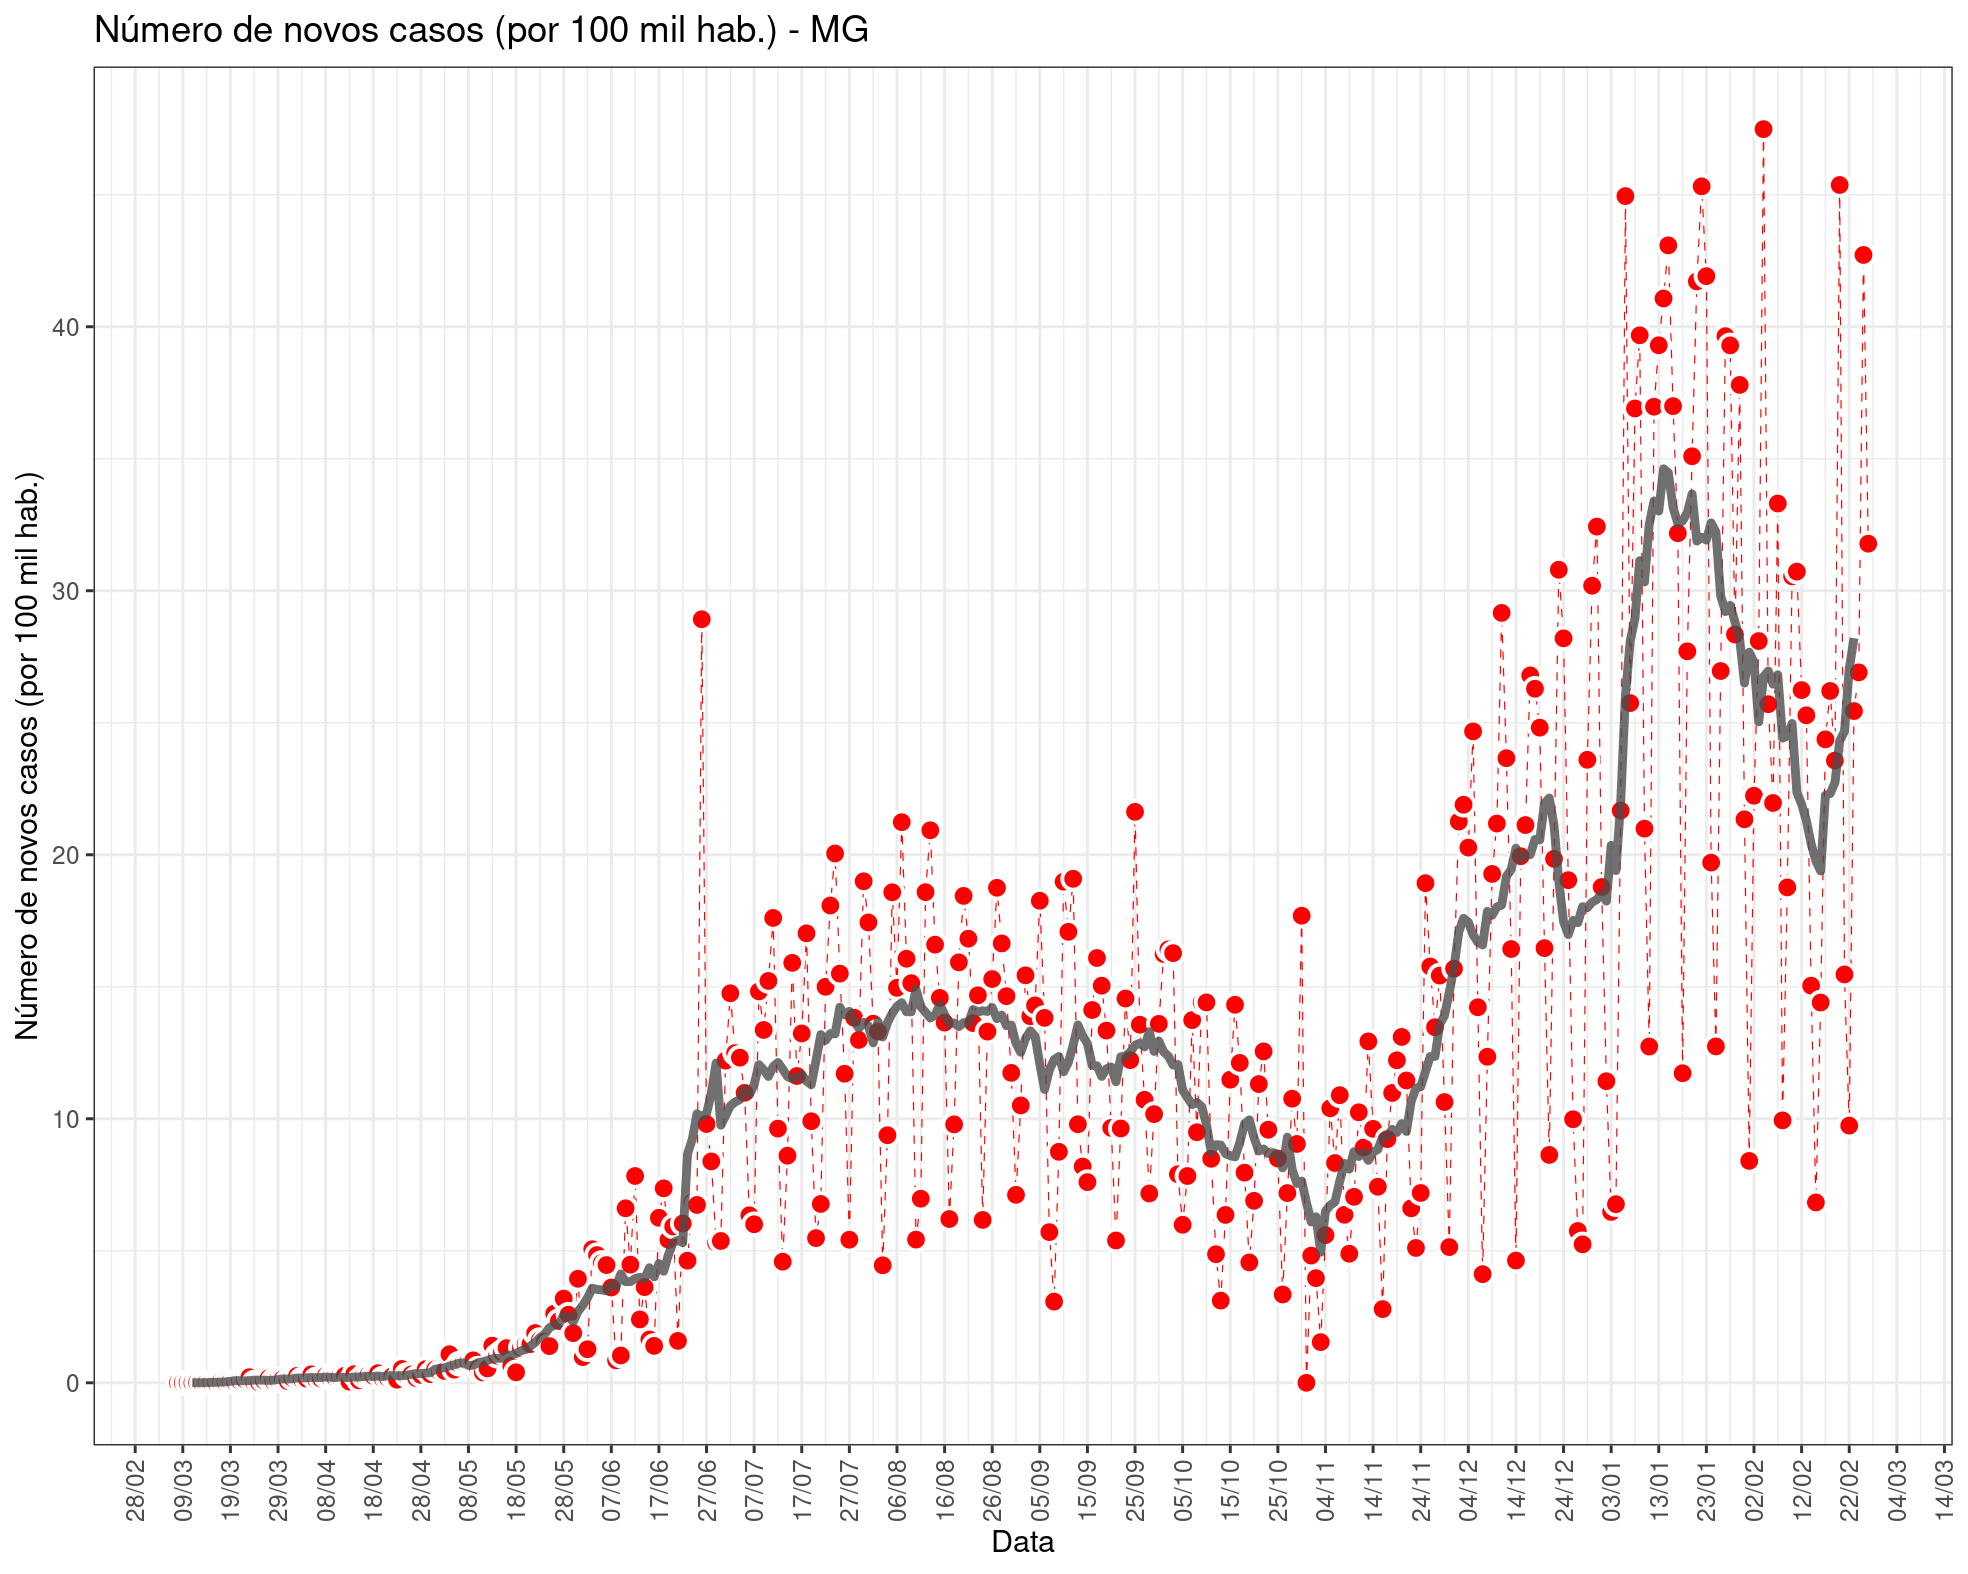 Número de novos casos (por 100 mil hab.) - MG
Número de novos casos (por 100 mil hab.)
40
30
20
10
0
28/02 09/03 19/03 29/03 08/04 18/04 28/04 08/05 18/05 28/05 07/06 17/06 27/06 07/07 17/07 27/07 06/08 16/08 26/08 05/09 15/09 25/09 05/10 15/10 25/10 04/11 14/11 24/11 04/12 14/12 24/12 03/01 13/01 23/01 02/02 12/02 22/02 04/03 14/03
Data